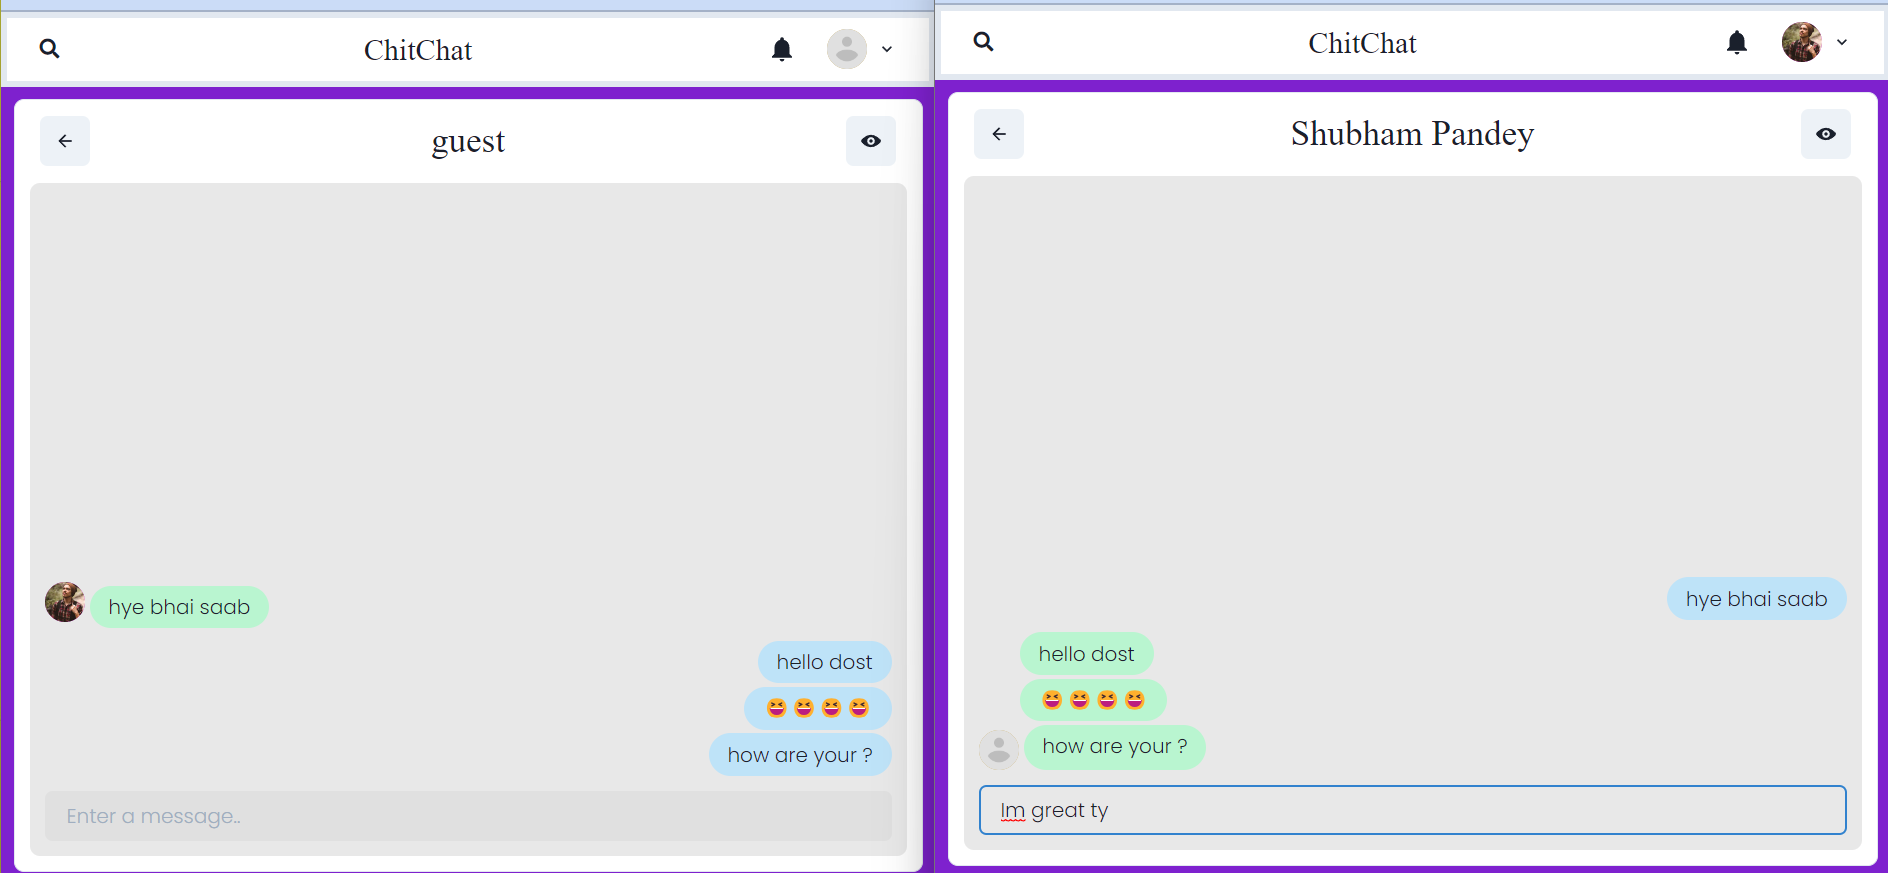 ChitChat
guest
hye bhai saab
hello dost
😆 😆 😆 😆
how are your ?
Enter a message..
ChitChat
Shubham Pandey
hye bhai saab
hello dost
😆 😆 😆 😆
how are your ?
Im great ty